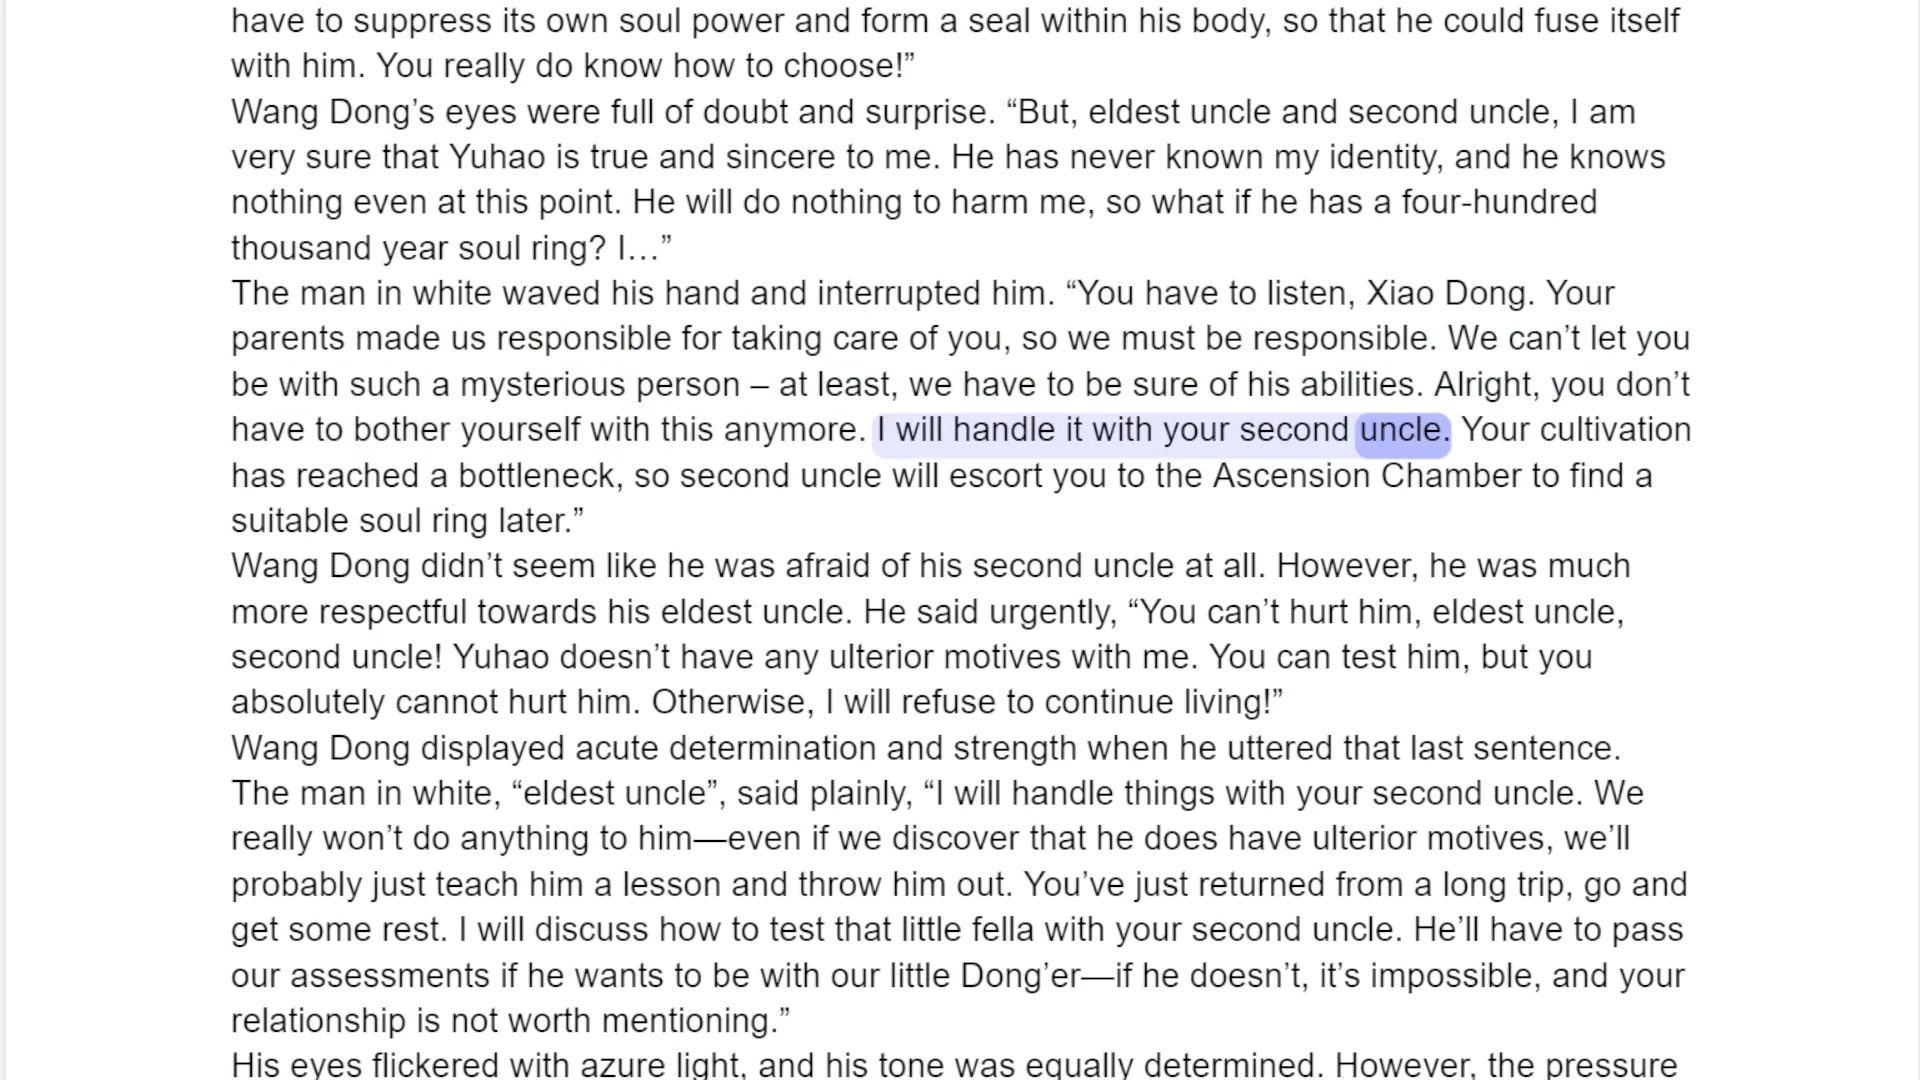 have to suppress its own soul power and form a seal within his body, so that he could fuse itself
with him. You really do know how to choose!”
Wang Dong’s eyes were full of doubt and surprise. “But, eldest uncle and second uncle, I am
very sure that Yuhao is true and sincere to me. He has never known my identity, and he knows
nothing even at this point. He will do nothing to harm me, so what if he has a four-hundred
thousand year soul ring? I…”
The man in white waved his hand and interrupted him. “You have to listen, Xiao Dong. Your
parents made us responsible for taking care of you, so we must be responsible. We can’t let you
be with such a mysterious person – at least, we have to be sure of his abilities. Alright, you don’t
have to bother yourself with this anymore. I will handle it with your second uncle. Your cultivation
has reached a bottleneck, so second uncle will escort you to the Ascension Chamber to find a
suitable soul ring later.”
Wang Dong didn’t seem like he was afraid of his second uncle at all. However, he was much
more respectful towards his eldest uncle. He said urgently, “You can’t hurt him, eldest uncle,
second uncle! Yuhao doesn’t have any ulterior motives with me. You can test him, but you
absolutely cannot hurt him. Otherwise, I will refuse to continue living!”
Wang Dong displayed acute determination and strength when he uttered that last sentence.
The man in white, “eldest uncle”, said plainly, “I will handle things with your second uncle. We
really won’t do anything to him—even if we discover that he does have ulterior motives, we’ll
probably just teach him a lesson and throw him out. You’ve just returned from a long trip, go and
get some rest. I will discuss how to test that little fella with your second uncle. He’ll have to pass
our assessments if he wants to be with our little Dong’er—if he doesn’t, it’s impossible, and your
relationship is not worth mentioning.”
His eyes flickered with azure light, and his tone was equally determined. However, the pressure